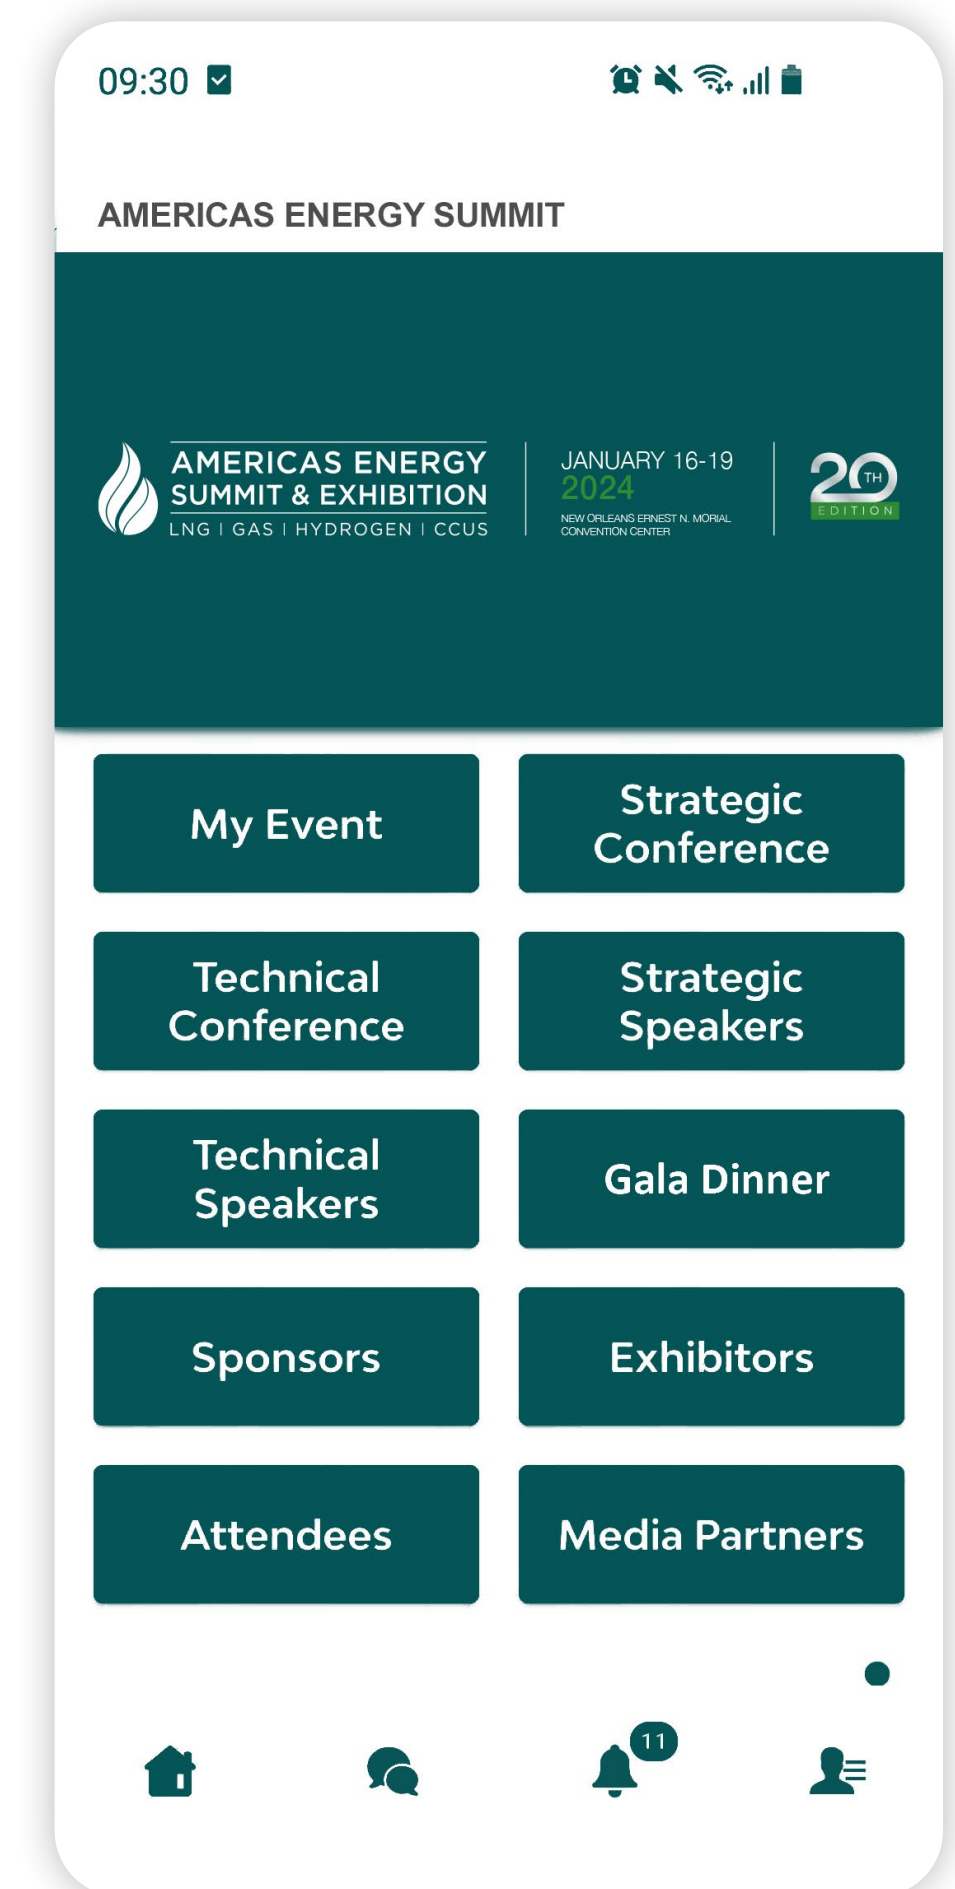 09:30
AMERICAS ENERGY SUMMIT
AMERICAS ENERGY
SUMMIT & EXHIBITION
LNG | GAS | HYDROGEN | CCUS
JANUARY 16-19
2024
NEW ORLEANS ERNEST N. MORIAL
CONVENTION CENTER
20TH
EDITION
My Event
Strategic
Conference
Technical
Conference
Strategic
Speakers
Technical
Speakers
Gala Dinner
Sponsors
Exhibitors
Attendees
Media Partners
11